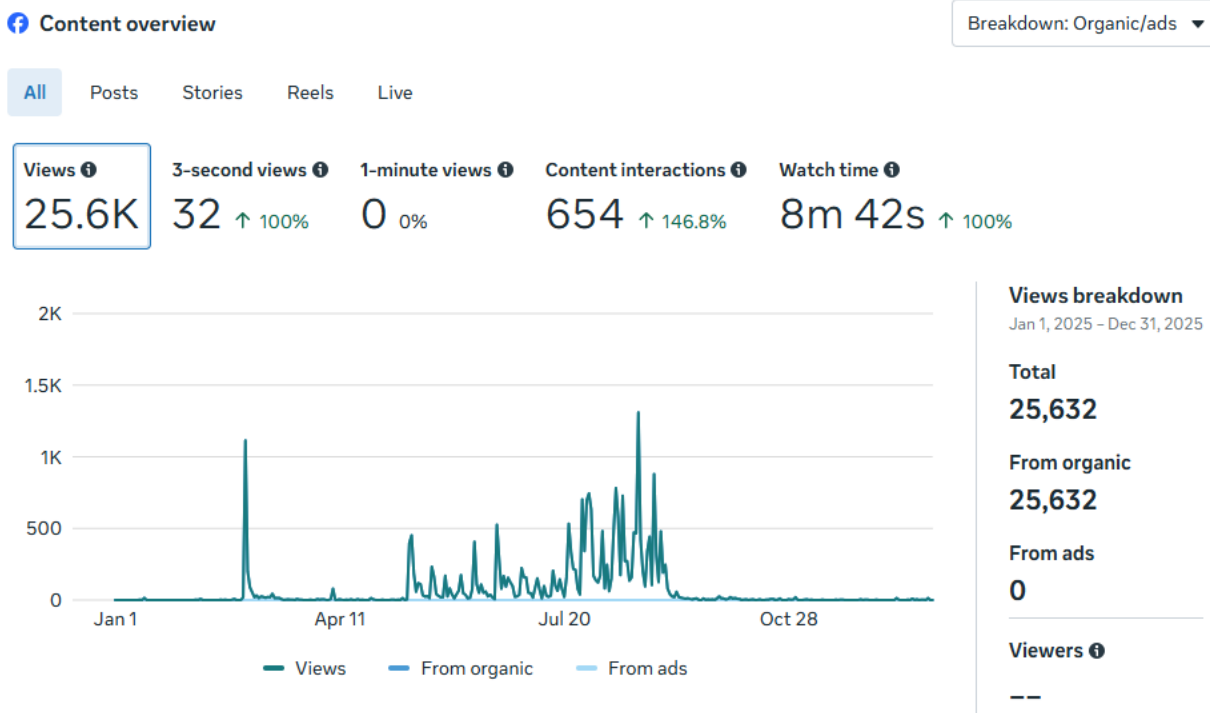 Content overview
Breakdown: Organic/ads
All Posts Stories Reels Live
Views 3-second views 1-minute views Content interactions Watch time
25.6K 32 ↑ 100% 0 0% 654 ↑ 146.8% 8m 42s ↑ 100%
2K
1.5K
1K
500
0
Jan 1 Apr 11 Jul 20 Oct 28
Views From organic From ads
Views breakdown
Jan 1, 2025 – Dec 31, 2025
Total
25,632
From organic
25,632
From ads
0
Viewers
--